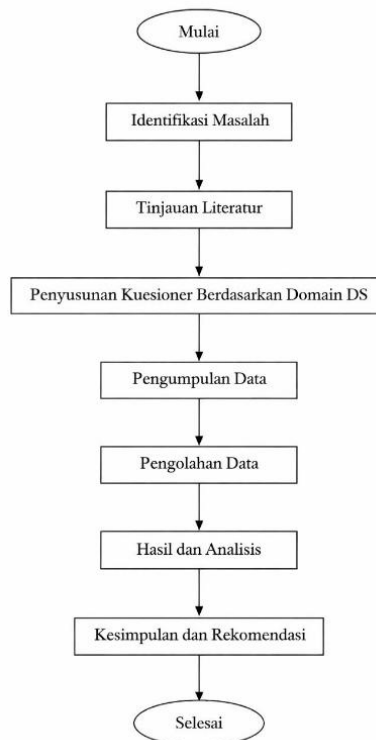 Mulai
Identifikasi Masalah
Tinjauan Literatur
Penyusunan Kuesioner Berdasarkan Domain DS
Pengumpulan Data
Pengolahan Data
Hasil dan Analisis
Kesimpulan dan Rekomendasi
Selesai